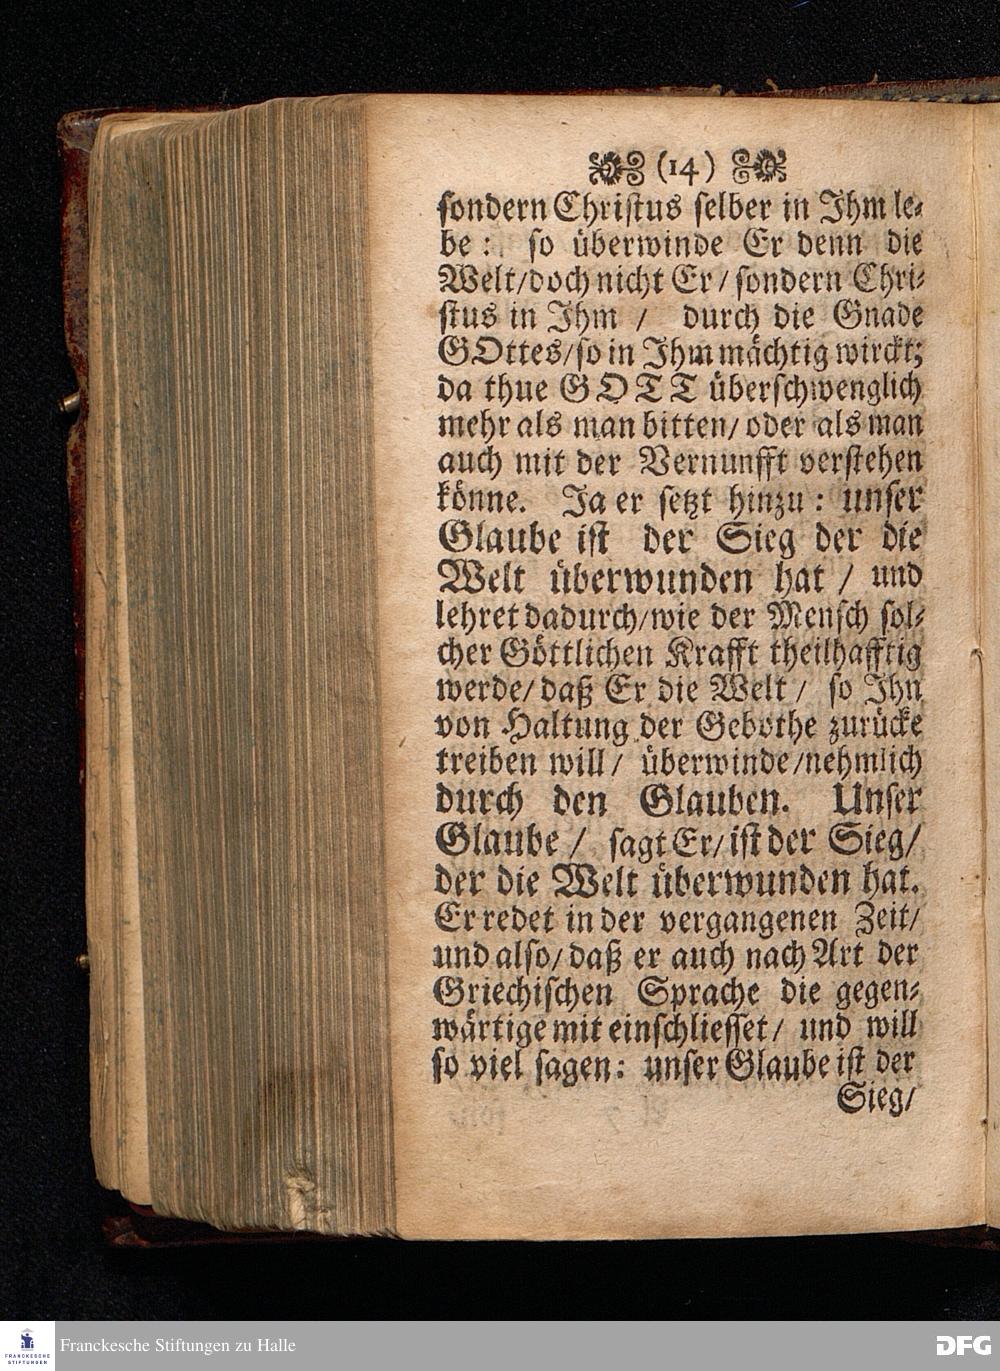 (14)
sondern Christus selber in Ihm le-
be: so überwinde Er denn die
Welt/doch nicht Er/ sondern Chri-
stus in Ihm / durch die Gnade
GOttes/so in Ihm mächtig wirckt;
da thue GOTT überschwenglich
mehr als man bitten/ oder als man
auch mit der Vernunfft verstehen
könne. Ja er setzt hinzu: unser
Glaube ist der Sieg der die
Welt überwunden hat / und
lehret dadurch/wie der Mensch sol-
cher Göttlichen Krafft theilhafftig
werde/ daß Er die Welt / so Ihn
von Haltung der Gebothe zurücke
treiben will/ überwinde/nehmlich
durch den Glauben. Unser
Glaube / sagt Er/ ist der Sieg/
der die Welt überwunden hat.
Er redet in der vergangenen Zeit/
und also/ daß er auch nach Art der
Griechischen Sprache die gegen-
wärtige mit einschliesset/ und will
so viel sagen: unser Glaube ist der
Sieg/
FRANCKESCHE
STIFTUNGEN
Franckesche Stiftungen zu Halle
DFG